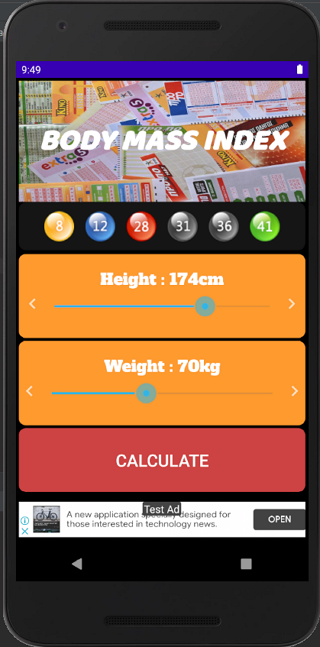 9:49
BODY MASS INDEX
extra5
8 12 28 31 36 41
Height : 174cm
Weight : 70kg
CALCULATE
Test Ad
A new application specially designed for
those interested in technology news.
OPEN